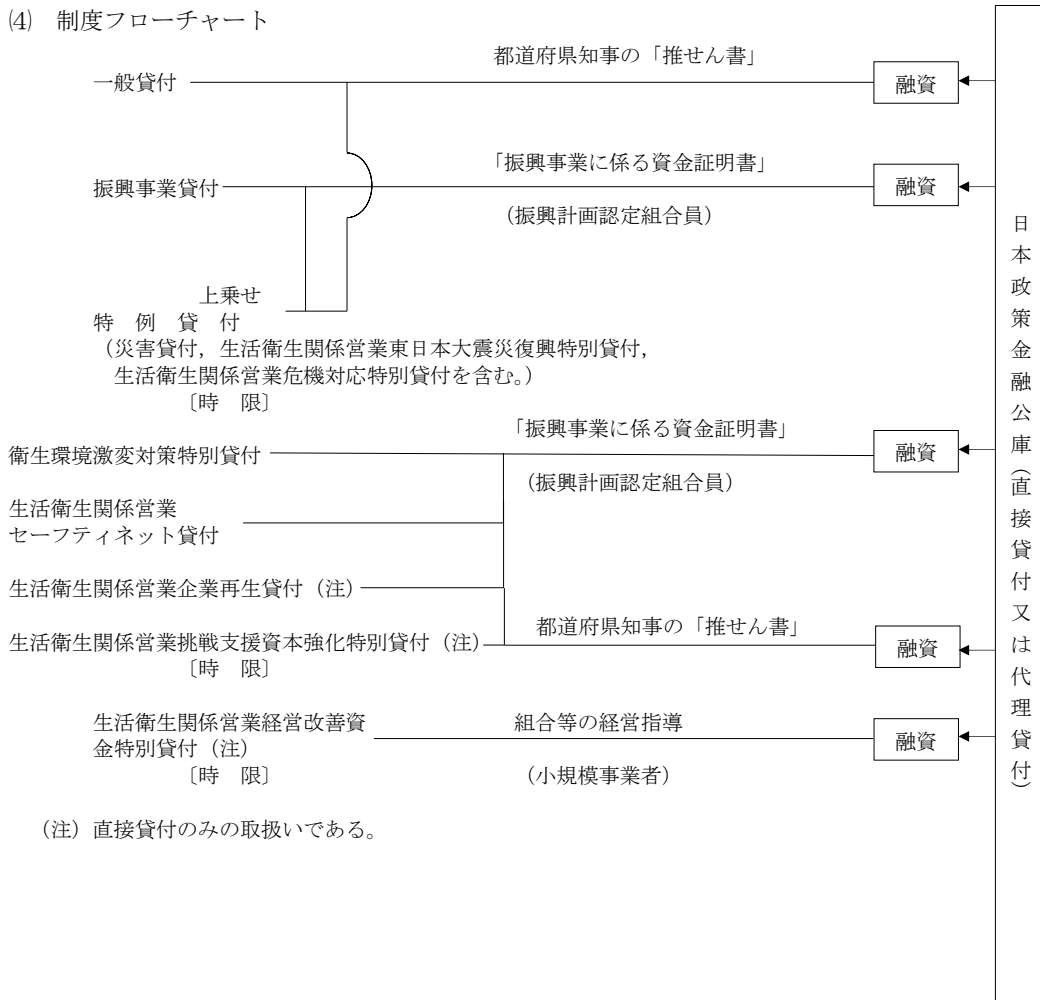 ⑷ 制度フローチャート
都道府県知事の「推せん書」
一般貸付
融資
「振興事業に係る資金証明書」
振興事業貸付
融資
（振興計画認定組合員）
上乗せ
特 例 貸 付
（災害貸付，生活衛生関係営業東日本大震災復興特別貸付，
生活衛生関係営業危機対応特別貸付を含む。）
〔時 限〕
「振興事業に係る資金証明書」
衛生環境激変対策特別貸付
融資
（振興計画認定組合員）
生活衛生関係営業
セーフティネット貸付
生活衛生関係営業企業再生貸付（注）
都道府県知事の「推せん書」
生活衛生関係営業挑戦支援資本強化特別貸付（注）
融資
〔時 限〕
生活衛生関係営業経営改善資
金特別貸付（注）
組合等の経営指導
融資
〔時 限〕
（小規模事業者）
（注）直接貸付のみの取扱いである。
日本政策金融公庫（直接貸付又は代理貸付）